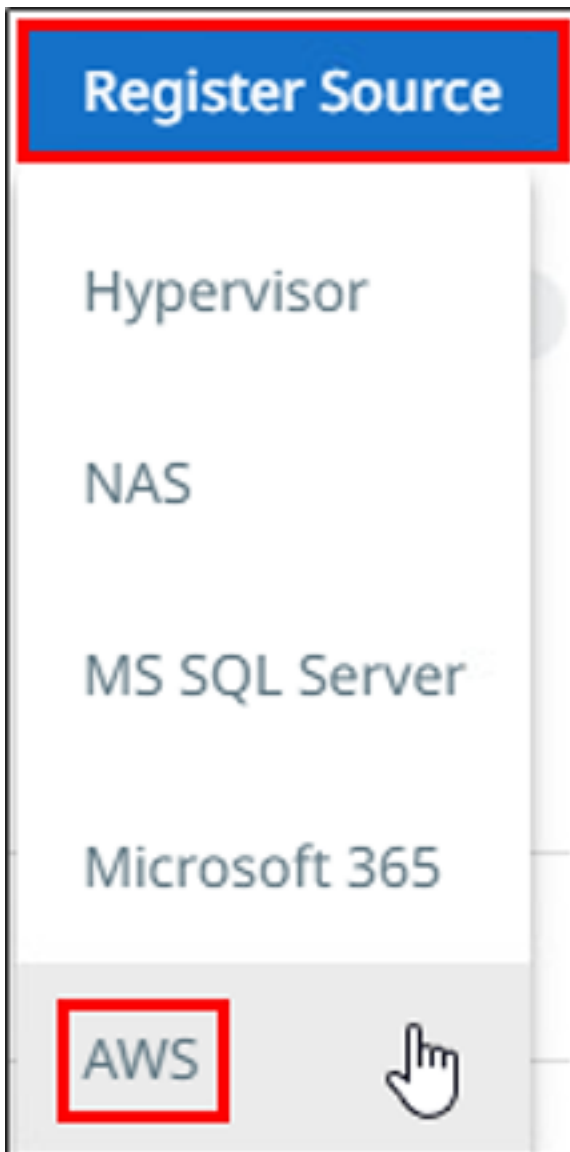 Register Source
Hypervisor
NAS
MS SQL Server
Microsoft 365
AWS